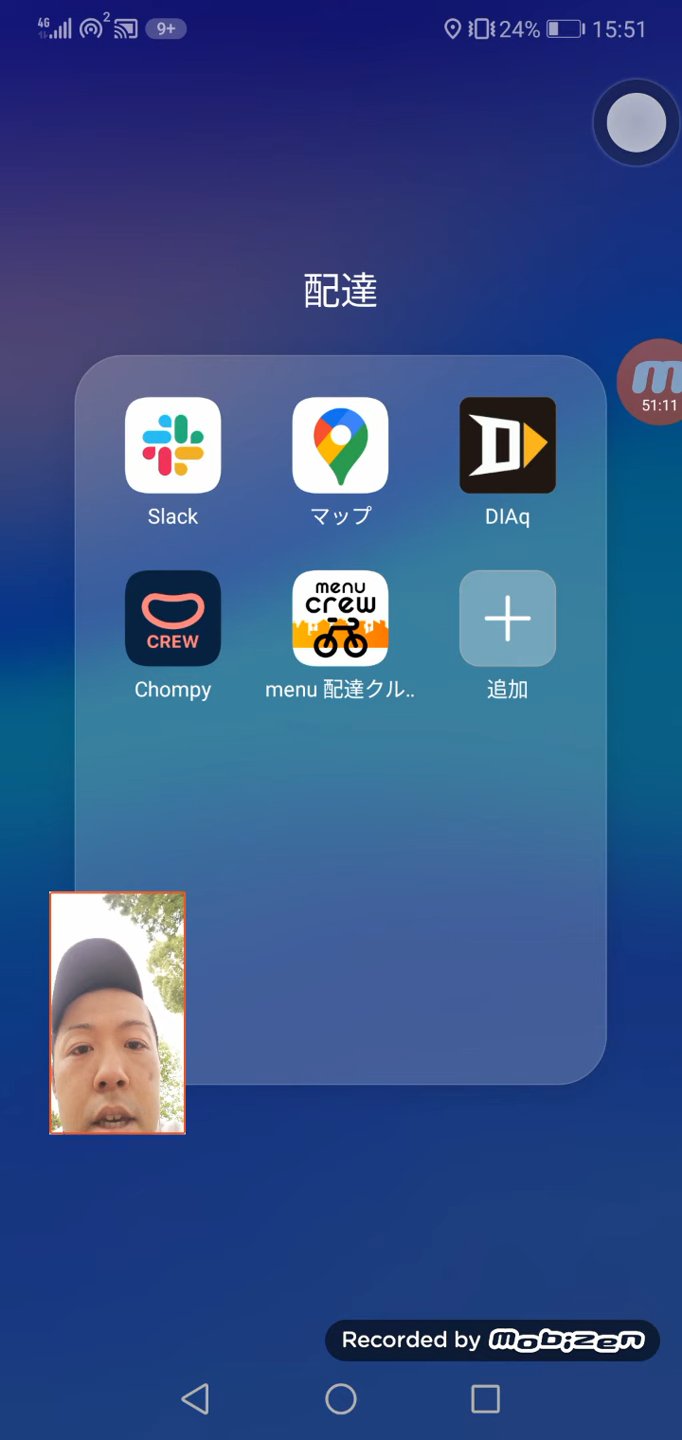 4G 2 9+ 24% 15:51
配達
51:11
Slack マップ DIAq
CREW
menu
crew
Chompy menu 配達クル.. 追加
Recorded by mobizen